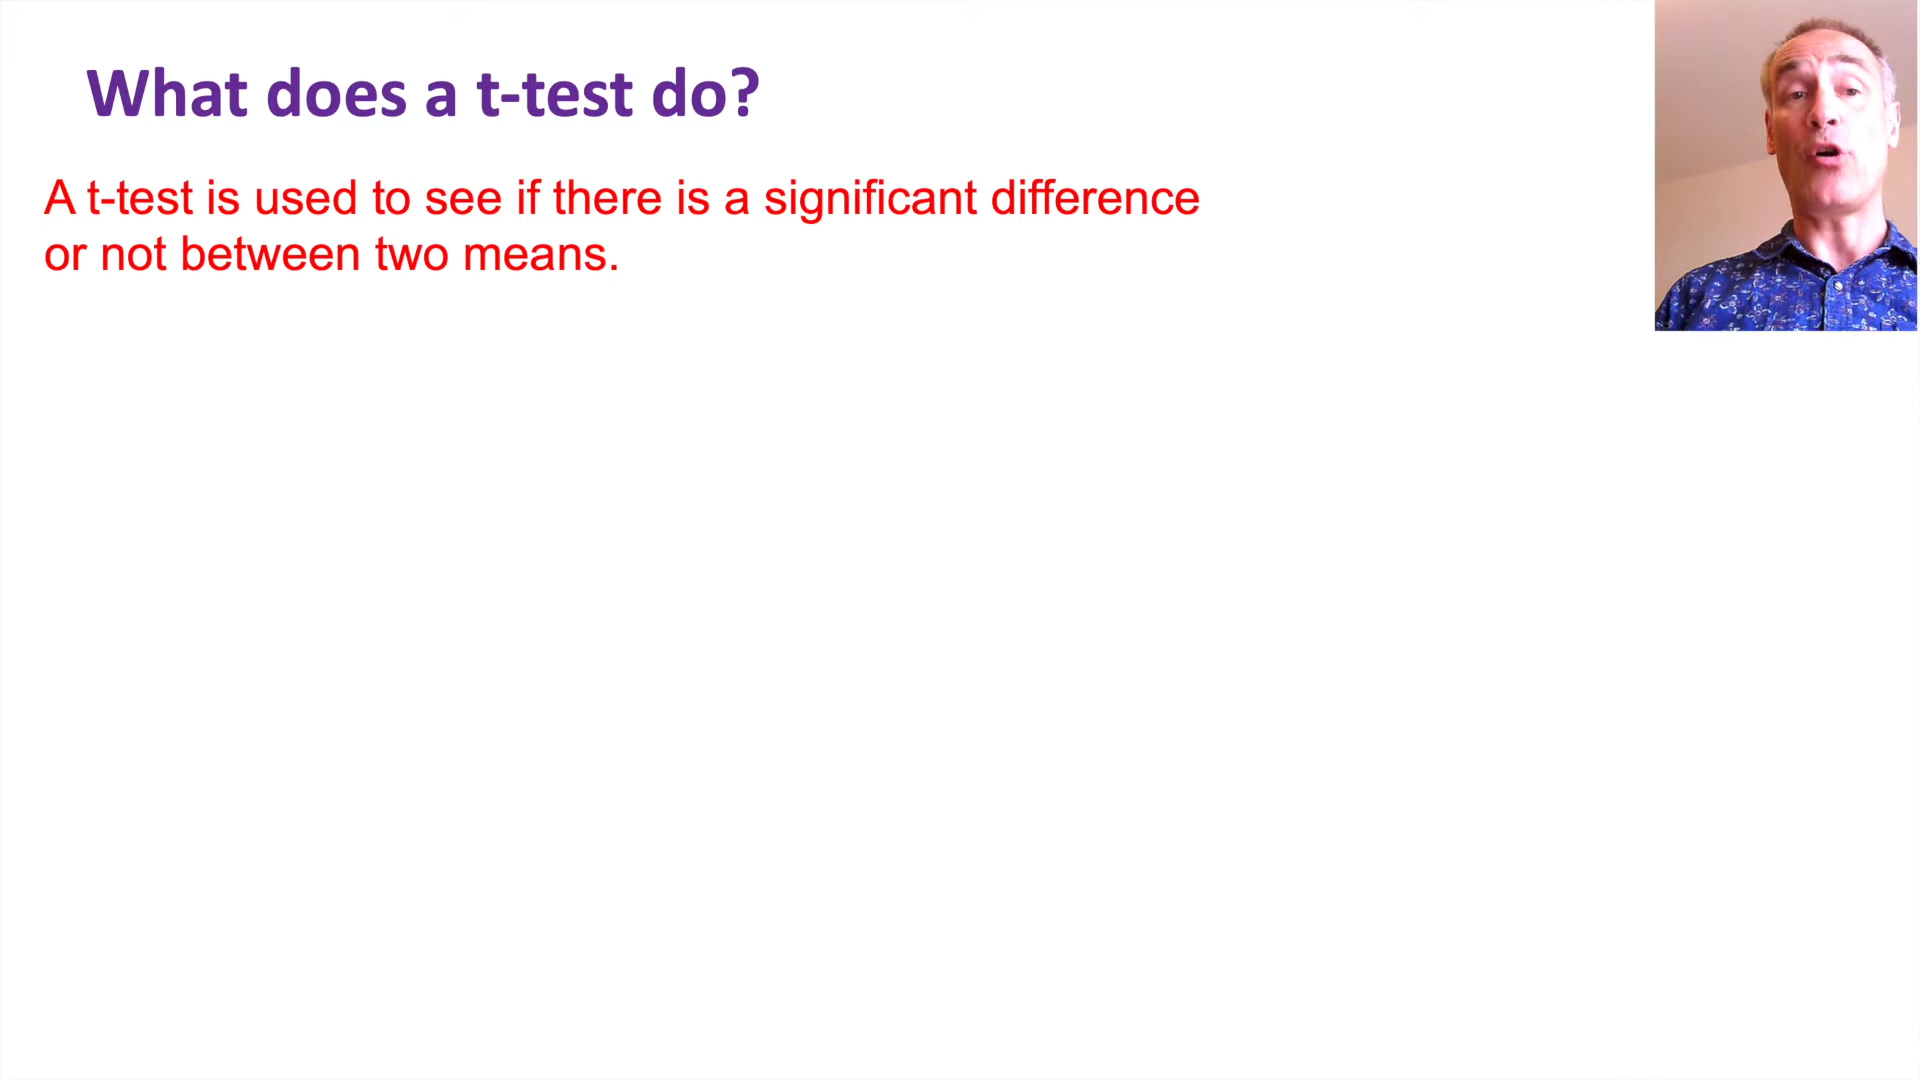 What does a t-test do?
A t-test is used to see if there is a significant difference
or not between two means.